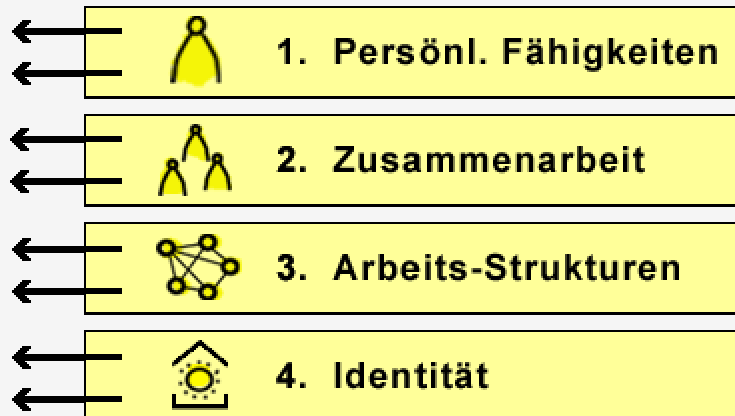 1. Persönl. Fähigkeiten
2. Zusammenarbeit
3. Arbeits-Strukturen
4. Identität